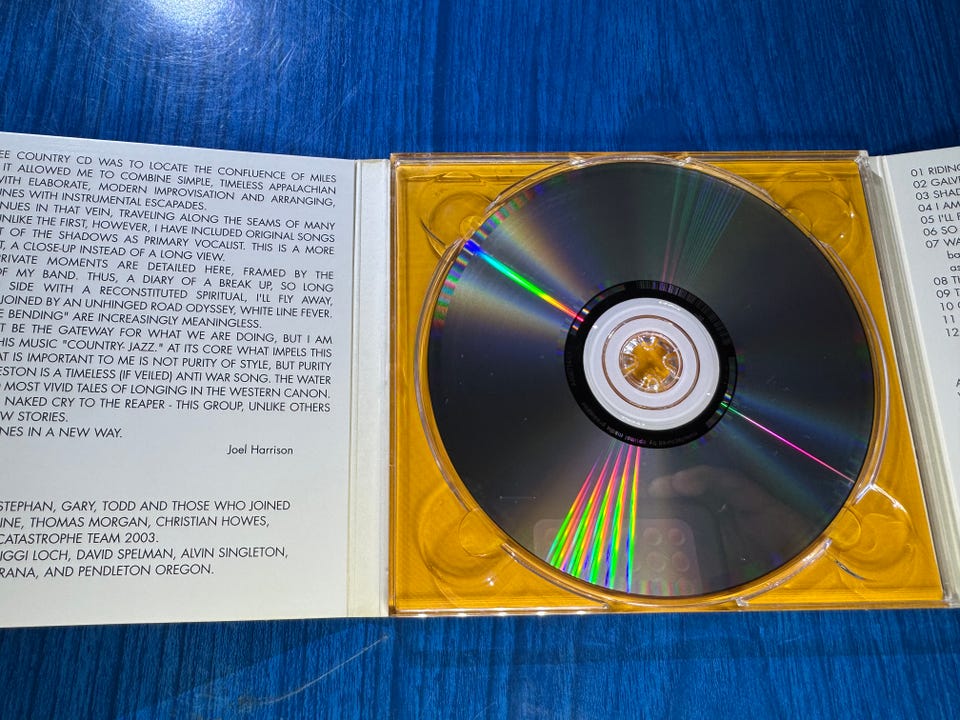 EE COUNTRY CD WAS TO LOCATE THE CONFLUENCE OF MILES
IT ALLOWED ME TO COMBINE SIMPLE, TIMELESS APPALACHIAN
WITH ELABORATE, MODERN IMPROVISATION AND ARRANGING,
INES WITH INSTRUMENTAL ESCAPADES.
NUES IN THAT VEIN, TRAVELING ALONG THE SEAMS OF MANY
UNLIKE THE FIRST, HOWEVER, I HAVE INCLUDED ORIGINAL SONGS
T OF THE SHADOWS AS PRIMARY VOCALIST. THIS IS A MORE
T, A CLOSE-UP INSTEAD OF A LONG VIEW.
PRIVATE MOMENTS ARE DETAILED HERE, FRAMED BY THE
OF MY BAND. THUS, A DIARY OF A BREAK UP, SO LONG
SIDE WITH A RECONSTITUTED SPIRITUAL, I'LL FLY AWAY,
JOINED BY AN UNHINGED ROAD ODYSSEY, WHITE LINE FEVER.
E BENDING" ARE INCREASINGLY MEANINGLESS.
T BE THE GATEWAY FOR WHAT WE ARE DOING, BUT I AM
HIS MUSIC "COUNTRY- JAZZ." AT ITS CORE WHAT IMPELS THIS
AT IS IMPORTANT TO ME IS NOT PURITY OF STYLE, BUT PURITY
ESTON IS A TIMELESS (IF VEILED) ANTI WAR SONG. THE WATER
MOST VIVID TALES OF LONGING IN THE WESTERN CANON.
NAKED CRY TO THE REAPER - THIS GROUP, UNLIKE OTHERS
W STORIES.
NES IN A NEW WAY.
Joel Harrison
STEPHAN, GARY, TODD AND THOSE WHO JOINED
INE, THOMAS MORGAN, CHRISTIAN HOWES,
CATASTROPHE TEAM 2003.
IGGI LOCH, DAVID SPELMAN, ALVIN SINGLETON,
RANA, AND PENDLETON OREGON.
01 RIDING
02 GALV
03 SHAD
04 I AM
05 I'LL F
06 SO
07 WA
ba
as
08 TH
09 T
10
11
12